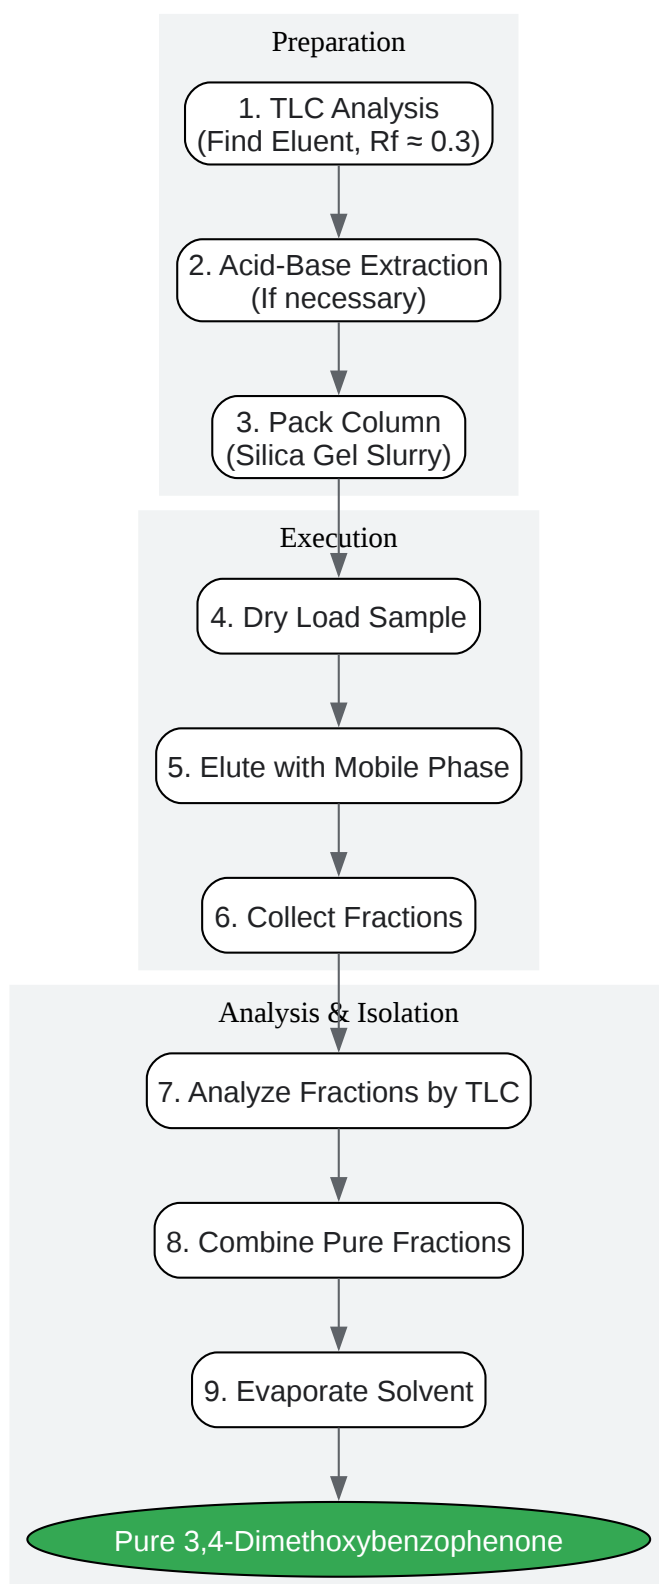 Preparation
1. TLC Analysis
(Find Eluent, Rf ≈ 0.3)
2. Acid-Base Extraction
(If necessary)
3. Pack Column
(Silica Gel Slurry)
Execution
4. Dry Load Sample
5. Elute with Mobile Phase
6. Collect Fractions
Analysis & Isolation
7. Analyze Fractions by TLC
8. Combine Pure Fractions
9. Evaporate Solvent
Pure 3,4-Dimethoxybenzophenone